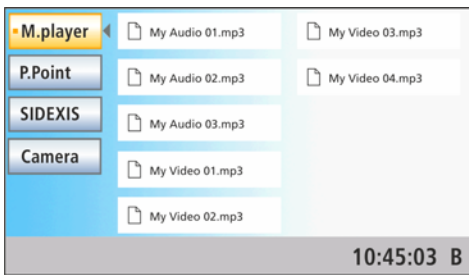 M.player
P.Point
SIDEXIS
Camera
My Audio 01.mp3
My Audio 02.mp3
My Audio 03.mp3
My Video 01.mp3
My Video 02.mp3
My Video 03.mp3
My Video 04.mp3
10:45:03 B